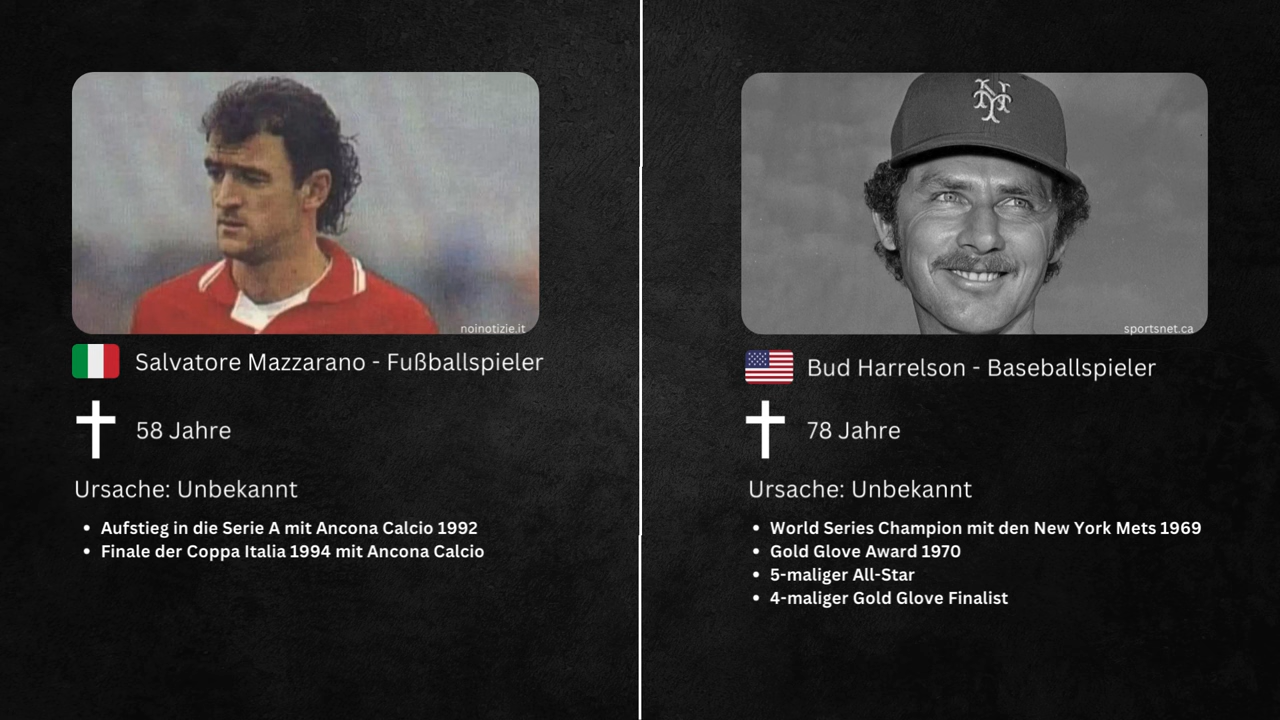 NY
noinotizie.it
Salvatore Mazzarano - Fußballspieler
58 Jahre
Ursache: Unbekannt
• Aufstieg in die Serie A mit Ancona Calcio 1992
• Finale der Coppa Italia 1994 mit Ancona Calcio
sportsnet.ca
Bud Harrelson - Baseballspieler
78 Jahre
Ursache: Unbekannt
• World Series Champion mit den New York Mets 1969
• Gold Glove Award 1970
• 5-maliger All-Star
• 4-maliger Gold Glove Finalist